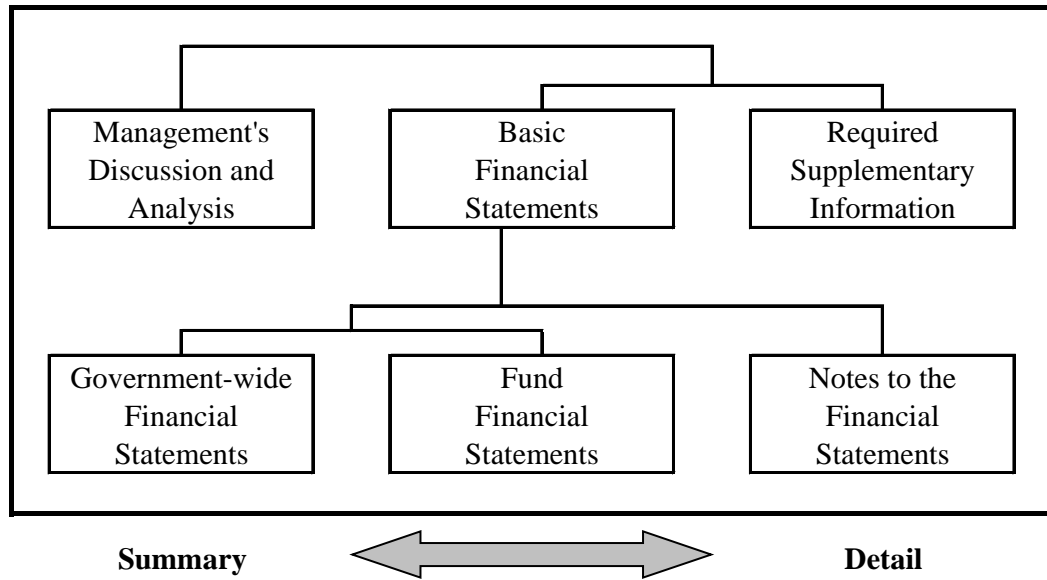 Management's
Discussion and
Analysis
Basic
Financial
Statements
Required
Supplementary
Information
Government-wide
Financial
Statements
Fund
Financial
Statements
Notes to the
Financial
Statements
Summary
Detail